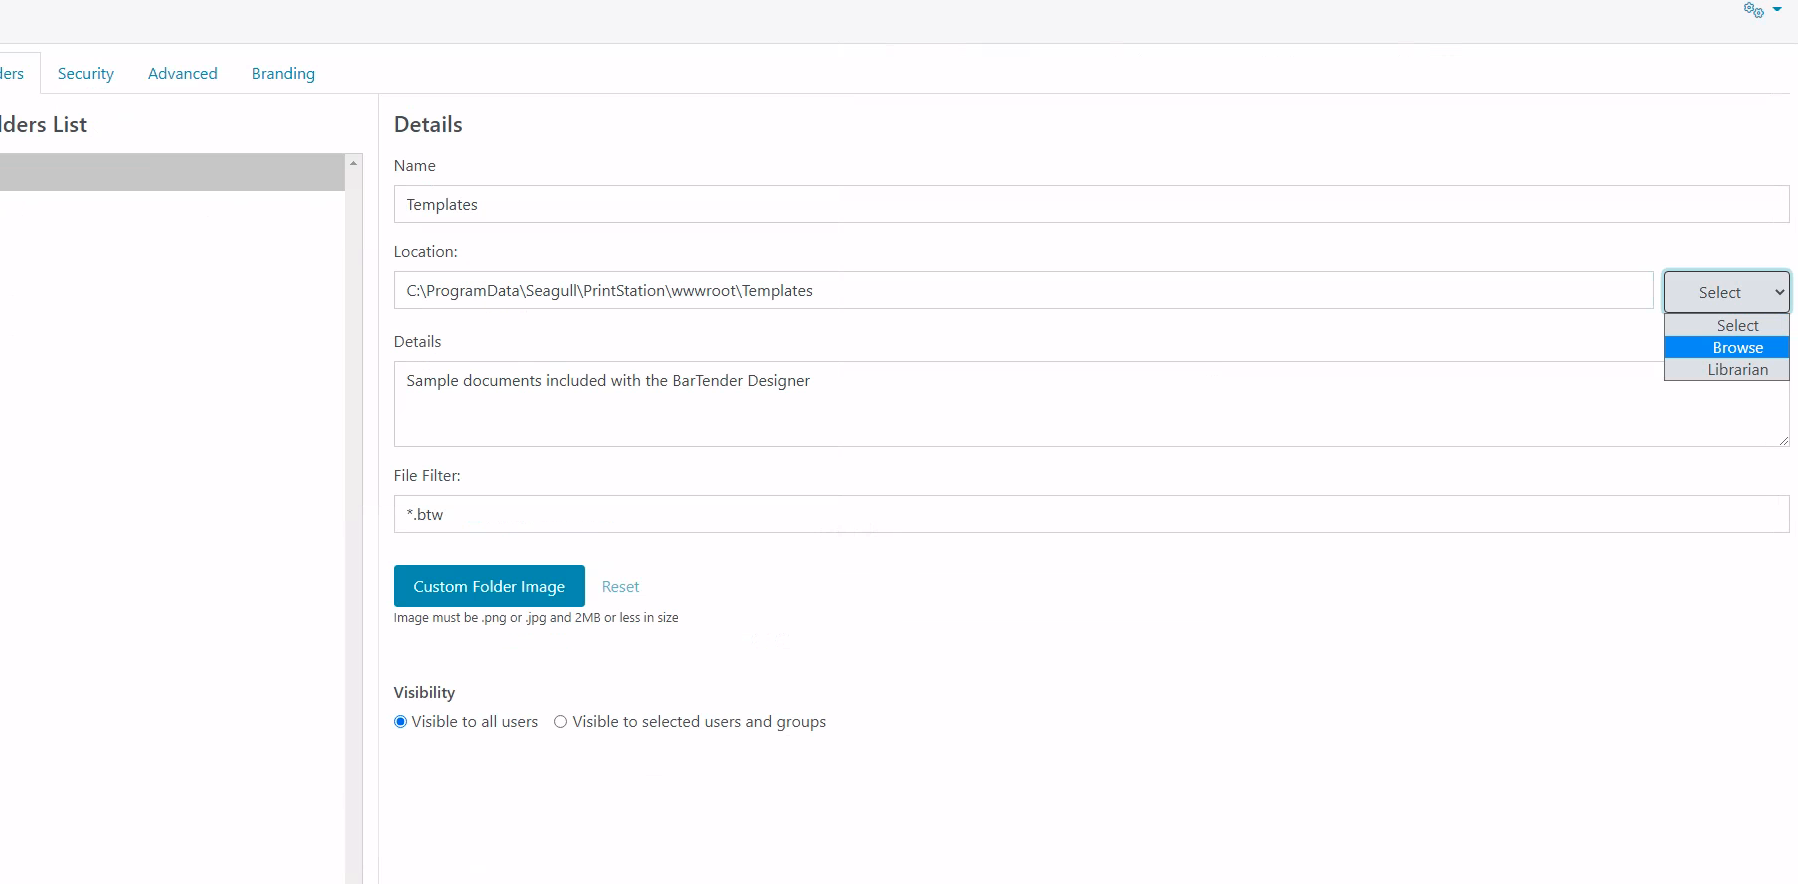 ders Security Advanced Branding
lders List
Details
Name
Templates
Location:
C:\ProgramData\Seagull\PrintStation\wwwroot\Templates
Select
Select
Browse
Librarian
Details
Sample documents included with the BarTender Designer
File Filter:
*.btw
Custom Folder Image Reset
Image must be .png or .jpg and 2MB or less in size
Visibility
Visible to all users Visible to selected users and groups